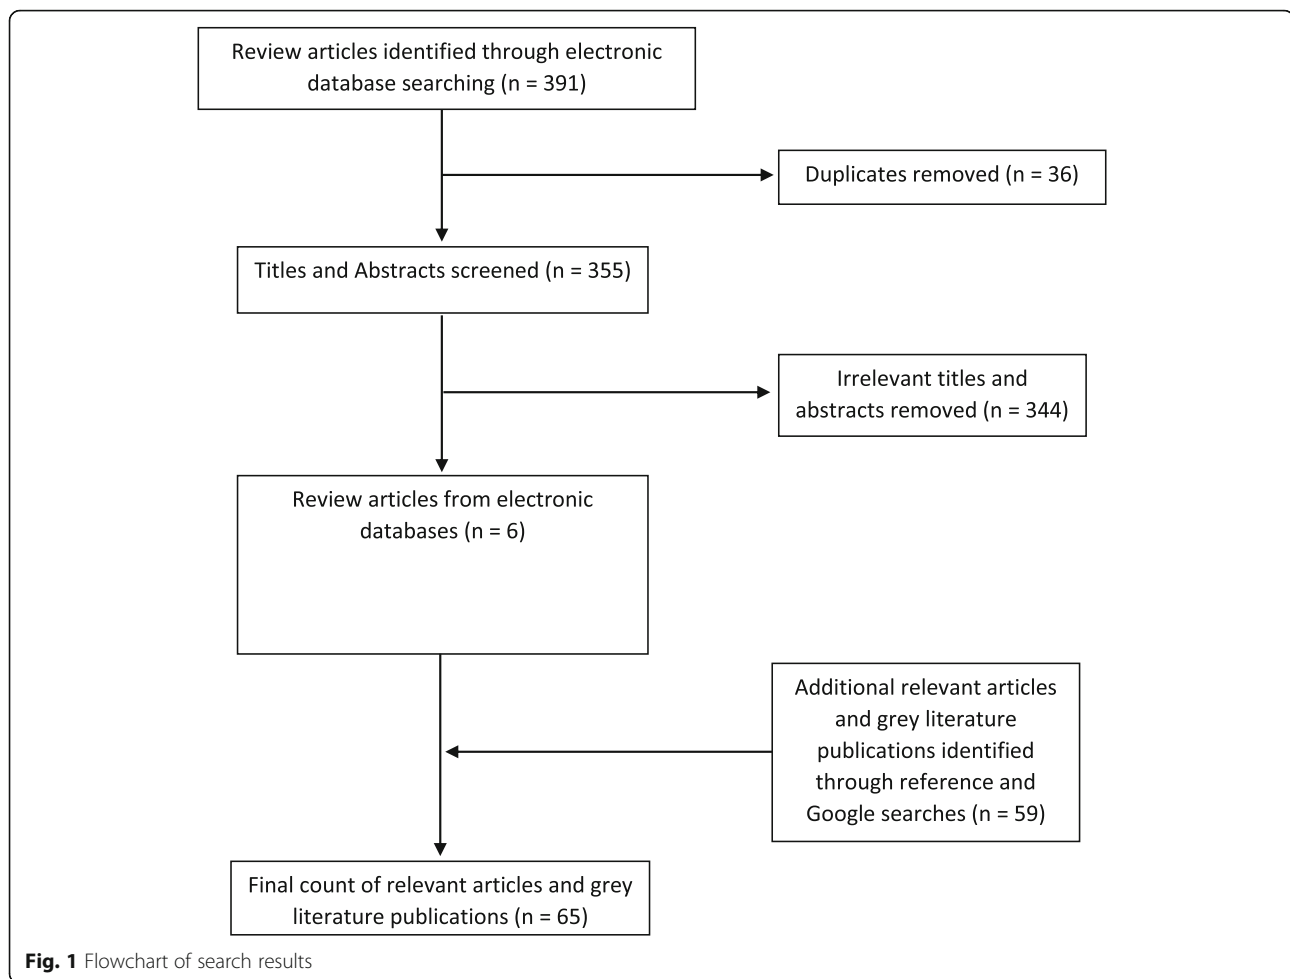 Review articles identified through electronic
database searching (n = 391)
Duplicates removed (n = 36)
Titles and Abstracts screened (n = 355)
Irrelevant titles and
abstracts removed (n = 344)
Review articles from electronic
databases (n = 6)
Additional relevant articles
and grey literature
publications identified
through reference and
Google searches (n = 59)
Final count of relevant articles and grey
literature publications (n = 65)
Fig. 1 Flowchart of search results